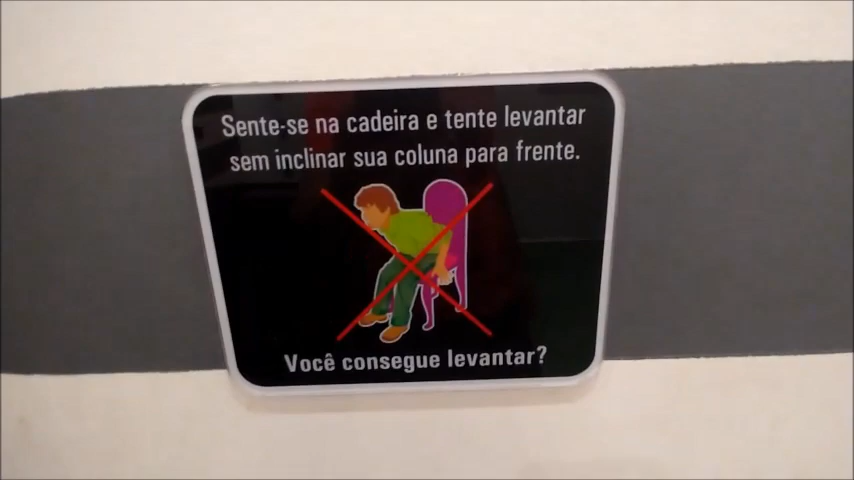 Sente-se na cadeira e tente levantar
sem inclinar sua coluna para frente.
Você consegue levantar?